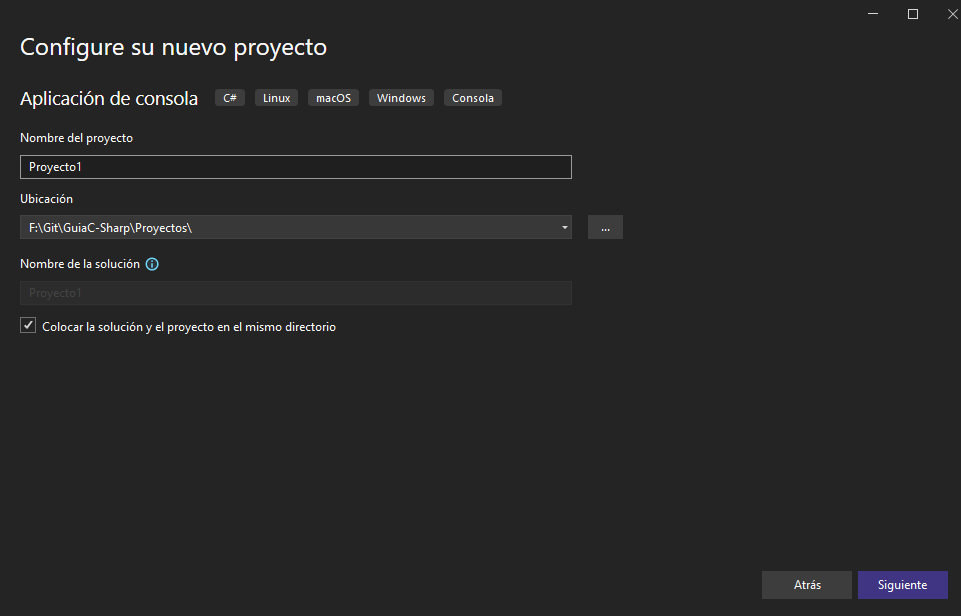 Configure su nuevo proyecto
Aplicación de consola C# Linux macOS Windows Consola
Nombre del proyecto
Proyecto1
Ubicación
F:\Git\GuiaC-Sharp\Proyectos\
...
Nombre de la solución
Proyecto1
Colocar la solución y el proyecto en el mismo directorio
Atrás Siguiente